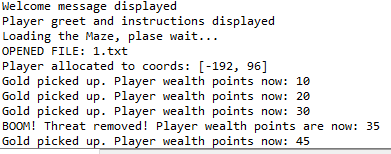 Welcome message displayed
Player greet and instructions displayed
Loading the Maze, plase wait...
OPENED FILE: 1.txt
Player allocated to coords: [-192, 96]
Gold picked up. Player wealth points now: 10
Gold picked up. Player wealth points now: 20
Gold picked up. Player wealth points now: 30
BOOM! Threat removed! Player wealth points are now: 35
Gold picked up. Player wealth points now: 45